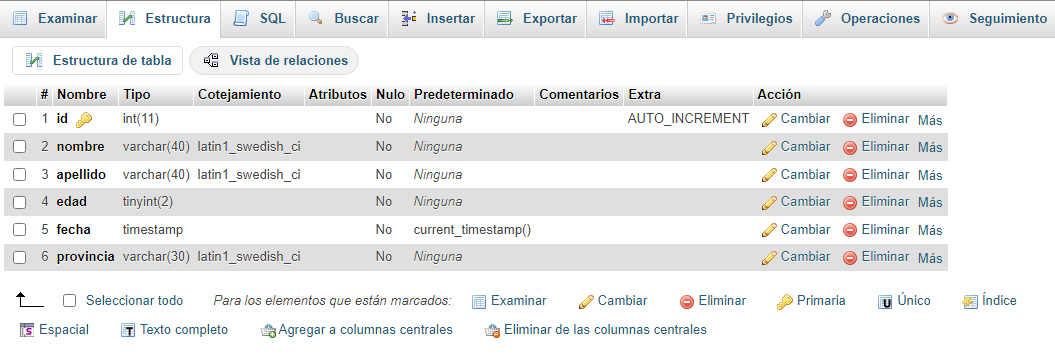 Examinar Estructura SQL Buscar Insertar Exportar Importar Privilegios Operaciones Seguimiento
Estructura de tabla Vista de relaciones
# Nombre Tipo Cotejamiento Atributos Nulo Predeterminado Comentarios Extra Acción
1 id int(11) No Ninguna AUTO_INCREMENT Cambiar Eliminar Más
2 nombre varchar(40) latin1_swedish_ci No Ninguna Cambiar Eliminar Más
3 apellido varchar(40) latin1_swedish_ci No Ninguna Cambiar Eliminar Más
4 edad tinyint(2) No Ninguna Cambiar Eliminar Más
5 fecha timestamp No current_timestamp() Cambiar Eliminar Más
6 provincia varchar(30) latin1_swedish_ci No Ninguna Cambiar Eliminar Más
Seleccionar todo Para los elementos que están marcados: Examinar Cambiar Eliminar Primaria Único Índice
Espacial Texto completo Agregar a columnas centrales Eliminar de las columnas centrales